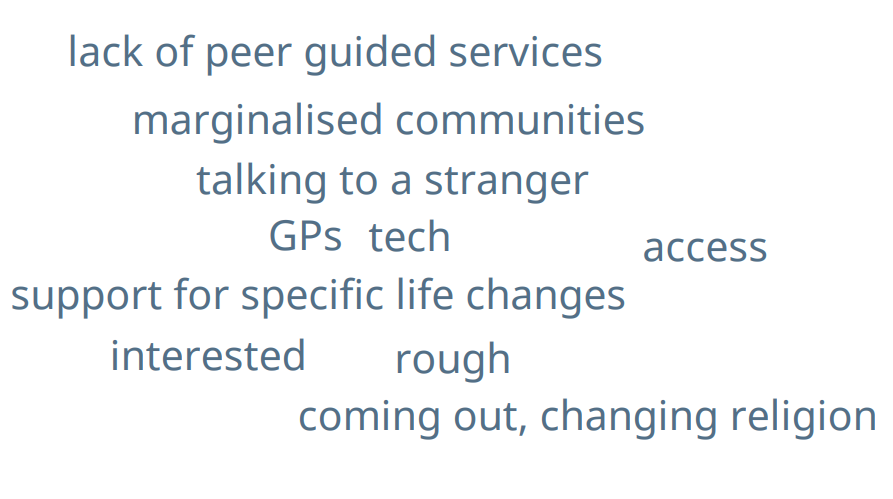 lack of peer guided services
marginalised communities
talking to a stranger
GPs tech
access
support for specific life changes
interested
rough
coming out, changing religion